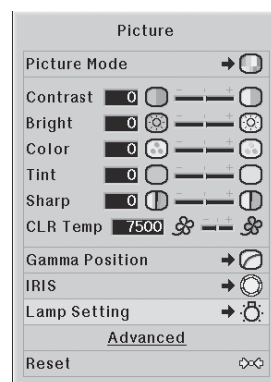 Picture
Picture Mode
Contrast 0
Bright 0
Color 0
Tint 0
Sharp 0
CLR Temp 7500
Gamma Position
IRIS
Lamp Setting
Advanced
Reset